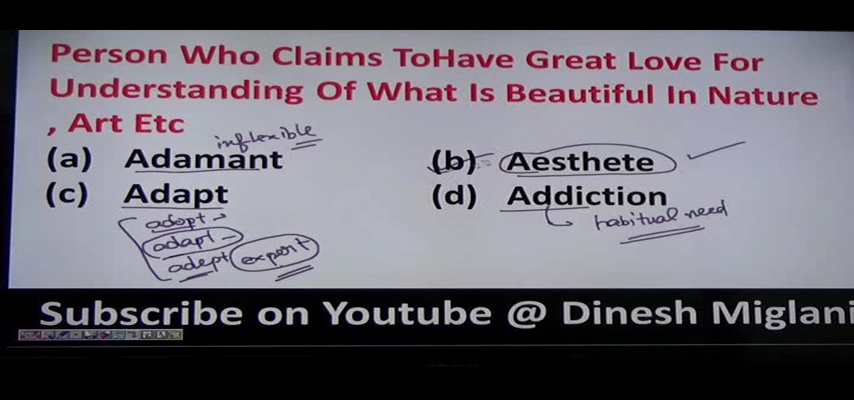 Person Who Claims ToHave Great Love For
Understanding Of What Is Beautiful In Nature
, Art Etc
inflexible
(a) Adamant (b) Aesthete
(c) Adapt (d) Addiction
adopt
habitual need
adapt
adept expert
Subscribe on Youtube @ Dinesh Miglani